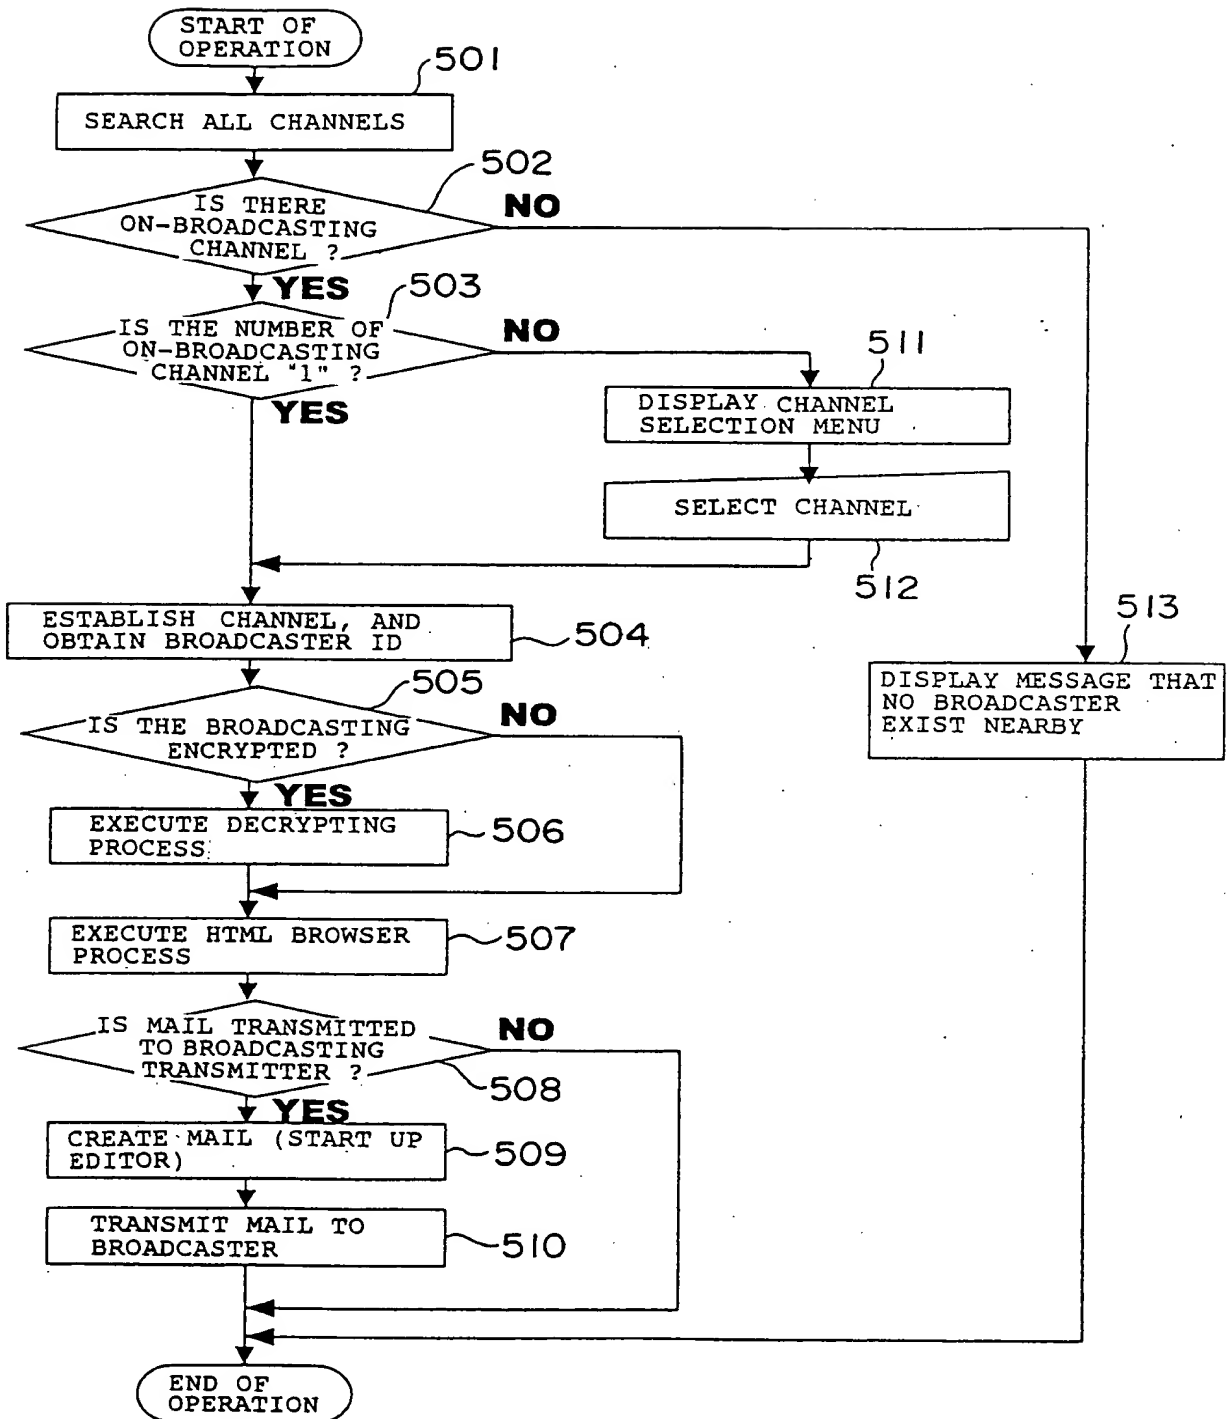 START OF
OPERATION
501
SEARCH ALL CHANNELS
502
IS THERE
ON-BROADCASTING
CHANNEL ?
NO
YES
503
IS THE NUMBER OF
ON-BROADCASTING
CHANNEL "1" ?
NO
YES
511
DISPLAY CHANNEL
SELECTION MENU
SELECT CHANNEL
512
ESTABLISH CHANNEL, AND
OBTAIN BROADCASTER ID
504
513
DISPLAY MESSAGE THAT
NO BROADCASTER
EXIST NEARBY
505
IS THE BROADCASTING
ENCRYPTED ?
NO
YES
EXECUTE DECRYPTING
PROCESS
506
EXECUTE HTML BROWSER
PROCESS
507
IS MAIL TRANSMITTED
TO BROADCASTING
TRANSMITTER ?
NO
508
YES
CREATE MAIL (START UP
EDITOR)
509
TRANSMIT MAIL TO
BROADCASTER
510
END OF
OPERATION